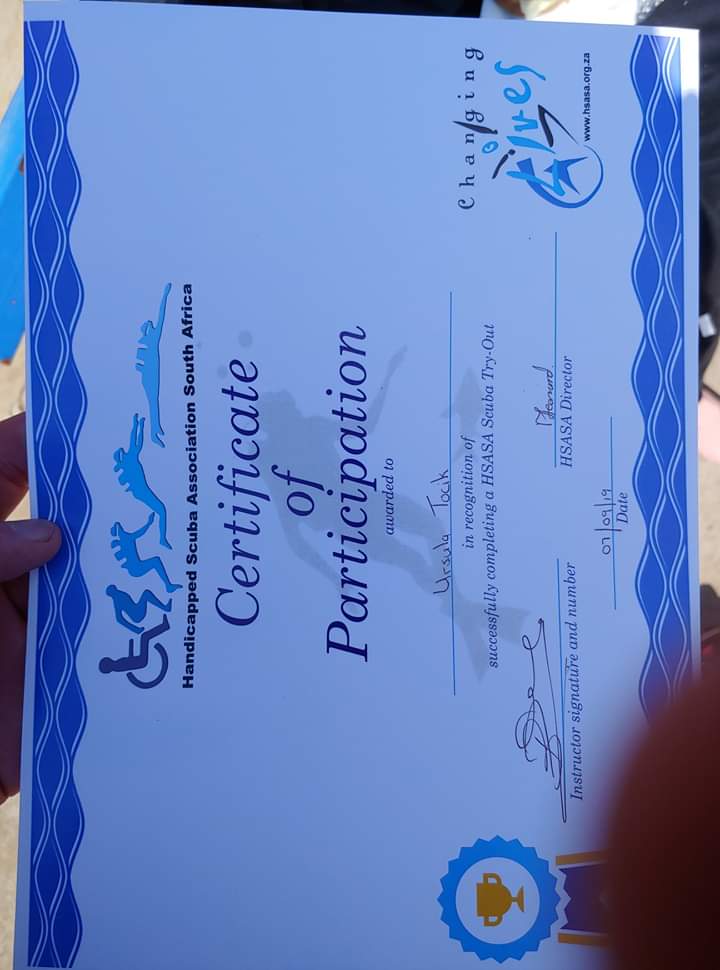 Handicapped Scuba Association South Africa
Certificate
of
Participation
awarded to
Ursula Tocik
in recognition of
successfully completing a HSASA Scuba Try-Out
Instructor signature and number
HSASA Director
07/09/19
Date
Changing
Lives
www.hsasa.org.za